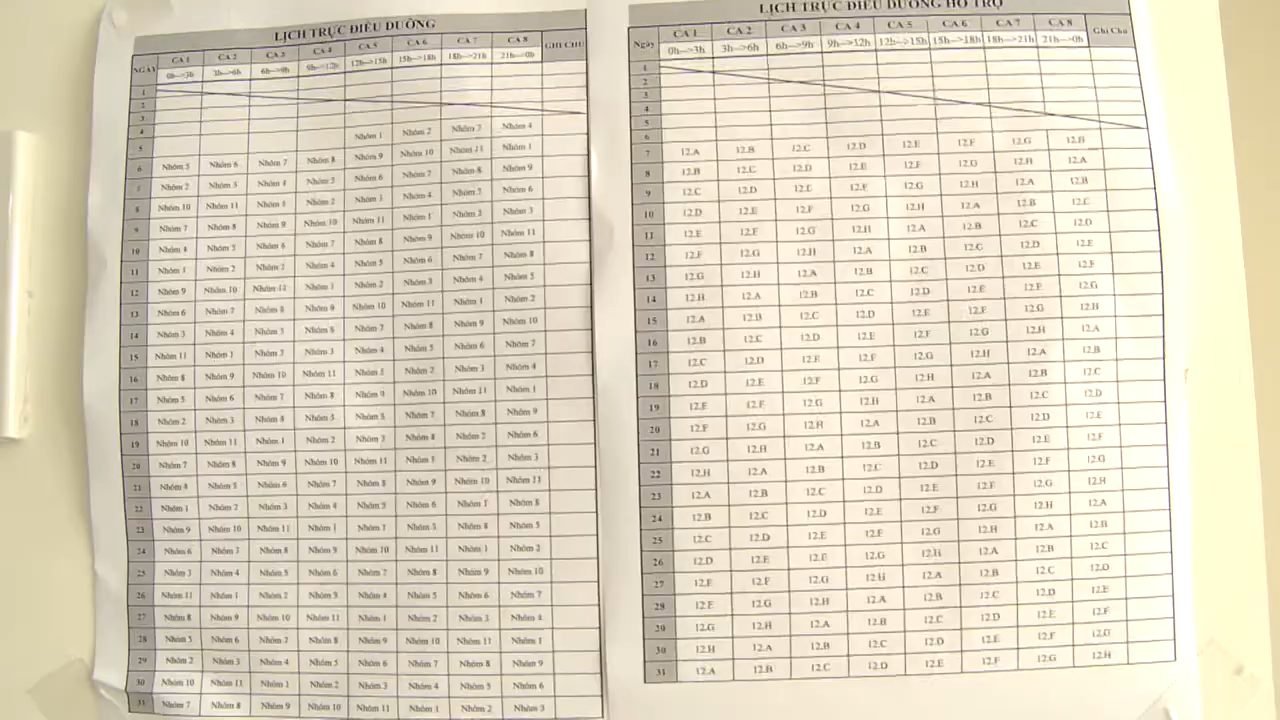 LỊCH TRỰC ĐIỀU DƯỠNG
NGÀY CA 1 CA 2 CA 3 CA 4 CA 5 CA 6 CA 7 CA 8 GHI CHÚ
0h-->3h 3h-->6h 6h-->9h 9h-->12h 12h-->15h 15h-->18h 18h-->21h 21h-->0h
1
2
3
4
5 Nhóm 1 Nhóm 2 Nhóm 3 Nhóm 4
6 Nhóm 5 Nhóm 6 Nhóm 7 Nhóm 8 Nhóm 9 Nhóm 10 Nhóm 11 Nhóm 1
7 Nhóm 2 Nhóm 3 Nhóm 4 Nhóm 5 Nhóm 6 Nhóm 7 Nhóm 8 Nhóm 9
8 Nhóm 10 Nhóm 11 Nhóm 1 Nhóm 2 Nhóm 3 Nhóm 4 Nhóm 5 Nhóm 6
9 Nhóm 7 Nhóm 8 Nhóm 9 Nhóm 10 Nhóm 11 Nhóm 1 Nhóm 2 Nhóm 3
10 Nhóm 4 Nhóm 5 Nhóm 6 Nhóm 7 Nhóm 8 Nhóm 9 Nhóm 10 Nhóm 11
11 Nhóm 1 Nhóm 2 Nhóm 3 Nhóm 4 Nhóm 5 Nhóm 6 Nhóm 7 Nhóm 8
12 Nhóm 9 Nhóm 10 Nhóm 11 Nhóm 1 Nhóm 2 Nhóm 3 Nhóm 4 Nhóm 5
13 Nhóm 6 Nhóm 7 Nhóm 8 Nhóm 9 Nhóm 10 Nhóm 11 Nhóm 1 Nhóm 2
14 Nhóm 3 Nhóm 4 Nhóm 5 Nhóm 6 Nhóm 7 Nhóm 8 Nhóm 9 Nhóm 10
15 Nhóm 11 Nhóm 1 Nhóm 2 Nhóm 3 Nhóm 4 Nhóm 5 Nhóm 6 Nhóm 7
16 Nhóm 8 Nhóm 9 Nhóm 10 Nhóm 11 Nhóm 1 Nhóm 2 Nhóm 3 Nhóm 4
17 Nhóm 5 Nhóm 6 Nhóm 7 Nhóm 8 Nhóm 9 Nhóm 10 Nhóm 11 Nhóm 1
18 Nhóm 2 Nhóm 3 Nhóm 4 Nhóm 5 Nhóm 6 Nhóm 7 Nhóm 8 Nhóm 9
19 Nhóm 10 Nhóm 11 Nhóm 1 Nhóm 2 Nhóm 3 Nhóm 4 Nhóm 5 Nhóm 6
20 Nhóm 7 Nhóm 8 Nhóm 9 Nhóm 10 Nhóm 11 Nhóm 1 Nhóm 2 Nhóm 3
21 Nhóm 4 Nhóm 5 Nhóm 6 Nhóm 7 Nhóm 8 Nhóm 9 Nhóm 10 Nhóm 11
22 Nhóm 1 Nhóm 2 Nhóm 3 Nhóm 4 Nhóm 5 Nhóm 6 Nhóm 7 Nhóm 8
23 Nhóm 9 Nhóm 10 Nhóm 11 Nhóm 1 Nhóm 2 Nhóm 3 Nhóm 4 Nhóm 5
24 Nhóm 6 Nhóm 7 Nhóm 8 Nhóm 9 Nhóm 10 Nhóm 11 Nhóm 1 Nhóm 2
25 Nhóm 3 Nhóm 4 Nhóm 5 Nhóm 6 Nhóm 7 Nhóm 8 Nhóm 9 Nhóm 10
26 Nhóm 11 Nhóm 1 Nhóm 2 Nhóm 3 Nhóm 4 Nhóm 5 Nhóm 6 Nhóm 7
27 Nhóm 8 Nhóm 9 Nhóm 10 Nhóm 11 Nhóm 1 Nhóm 2 Nhóm 3 Nhóm 4
28 Nhóm 5 Nhóm 6 Nhóm 7 Nhóm 8 Nhóm 9 Nhóm 10 Nhóm 11 Nhóm 1
29 Nhóm 2 Nhóm 3 Nhóm 4 Nhóm 5 Nhóm 6 Nhóm 7 Nhóm 8 Nhóm 9
30 Nhóm 10 Nhóm 11 Nhóm 1 Nhóm 2 Nhóm 3 Nhóm 4 Nhóm 5 Nhóm 6
31 Nhóm 7 Nhóm 8 Nhóm 9 Nhóm 10 Nhóm 11 Nhóm 1 Nhóm 2 Nhóm 3
LỊCH TRỰC ĐIỀU DƯỠNG HỖ TRỢ
Ngày CA 1 CA 2 CA 3 CA 4 CA 5 CA 6 CA 7 CA 8 Ghi Chú
0h-->3h 3h-->6h 6h-->9h 9h-->12h 12h-->15h 15h-->18h 18h-->21h 21h-->0h
1
2
3
4
5
6
7 12.A 12.B 12.C 12.D 12.E 12.F 12.G 12.H
8 12.B 12.C 12.D 12.E 12.F 12.G 12.H 12.A
9 12.C 12.D 12.E 12.F 12.G 12.H 12.A 12.B
10 12.D 12.E 12.F 12.G 12.H 12.A 12.B 12.C
11 12.E 12.F 12.G 12.H 12.A 12.B 12.C 12.D
12 12.F 12.G 12.H 12.A 12.B 12.C 12.D 12.E
13 12.G 12.H 12.A 12.B 12.C 12.D 12.E 12.F
14 12.H 12.A 12.B 12.C 12.D 12.E 12.F 12.G
15 12.A 12.B 12.C 12.D 12.E 12.F 12.G 12.H
16 12.B 12.C 12.D 12.E 12.F 12.G 12.H 12.A
17 12.C 12.D 12.E 12.F 12.G 12.H 12.A 12.B
18 12.D 12.E 12.F 12.G 12.H 12.A 12.B 12.C
19 12.E 12.F 12.G 12.H 12.A 12.B 12.C 12.D
20 12.F 12.G 12.H 12.A 12.B 12.C 12.D 12.E
21 12.G 12.H 12.A 12.B 12.C 12.D 12.E 12.F
22 12.H 12.A 12.B 12.C 12.D 12.E 12.F 12.G
23 12.A 12.B 12.C 12.D 12.E 12.F 12.G 12.H
24 12.B 12.C 12.D 12.E 12.F 12.G 12.H 12.A
25 12.C 12.D 12.E 12.F 12.G 12.H 12.A 12.B
26 12.D 12.E 12.F 12.G 12.H 12.A 12.B 12.C
27 12.E 12.F 12.G 12.H 12.A 12.B 12.C 12.D
28 12.F 12.G 12.H 12.A 12.B 12.C 12.D 12.E
29 12.G 12.H 12.A 12.B 12.C 12.D 12.E 12.F
30 12.H 12.A 12.B 12.C 12.D 12.E 12.F 12.G
31 12.A 12.B 12.C 12.D 12.E 12.F 12.G 12.H